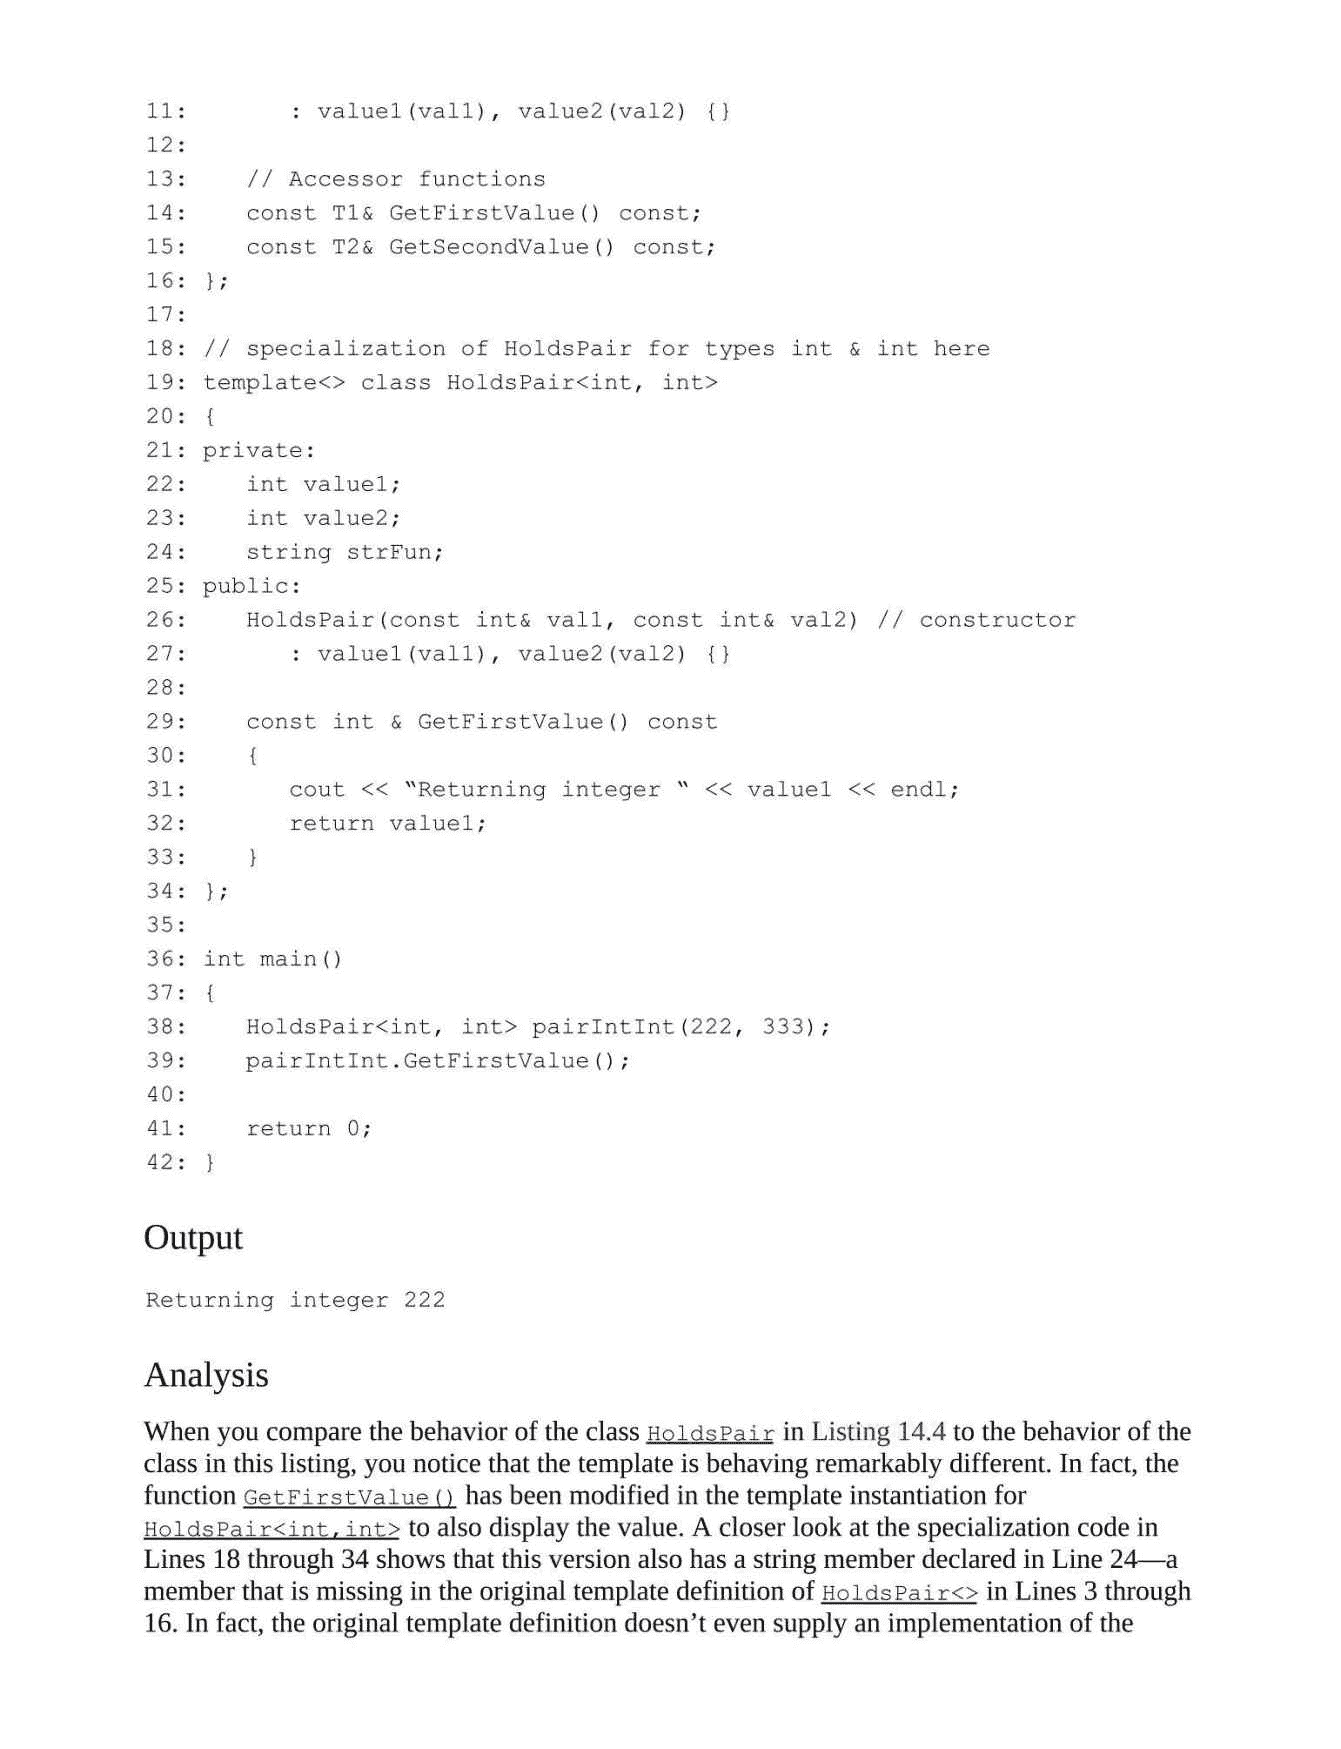 11:       : value1(val1), value2(val2) {}
12:
13:    // Accessor functions
14:    const T1& GetFirstValue() const;
15:    const T2& GetSecondValue() const;
16: };
17:
18: // specialization of HoldsPair for types int & int here
19: template<> class HoldsPair<int, int>
20: {
21: private:
22:    int value1;
23:    int value2;
24:    string strFun;
25: public:
26:    HoldsPair(const int& val1, const int& val2) // constructor
27:       : value1(val1), value2(val2) {}
28:
29:    const int & GetFirstValue() const
30:    {
31:       cout << “Returning integer “ << value1 << endl;
32:       return value1;
33:    }
34: };
35:
36: int main()
37: {
38:    HoldsPair<int, int> pairIntInt(222, 333);
39:    pairIntInt.GetFirstValue();
40:
41:    return 0;
42: }
Output
Returning integer 222
Analysis
When you compare the behavior of the class HoldsPair in Listing 14.4 to the behavior of the
class in this listing, you notice that the template is behaving remarkably different. In fact, the
function GetFirstValue() has been modified in the template instantiation for
HoldsPair<int,int> to also display the value. A closer look at the specialization code in
Lines 18 through 34 shows that this version also has a string member declared in Line 24—a
member that is missing in the original template definition of HoldsPair<> in Lines 3 through
16. In fact, the original template definition doesn’t even supply an implementation of the